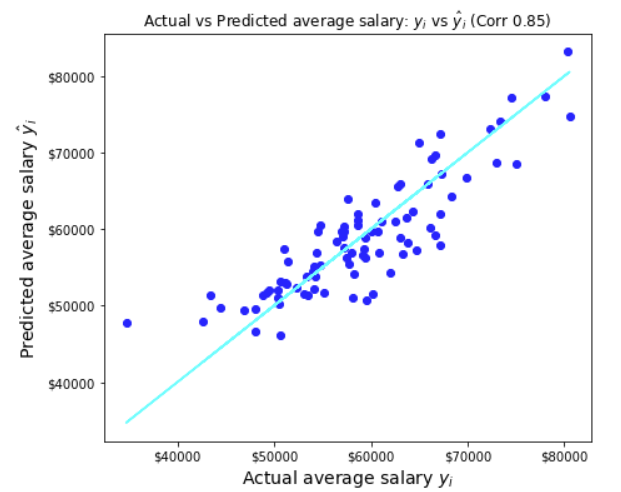 Actual vs Predicted average salary: yᵢ vs ŷᵢ (Corr 0.85)
Predicted average salary ŷᵢ
$80000
$70000
$60000
$50000
$40000
$40000 $50000 $60000 $70000 $80000
Actual average salary yᵢ